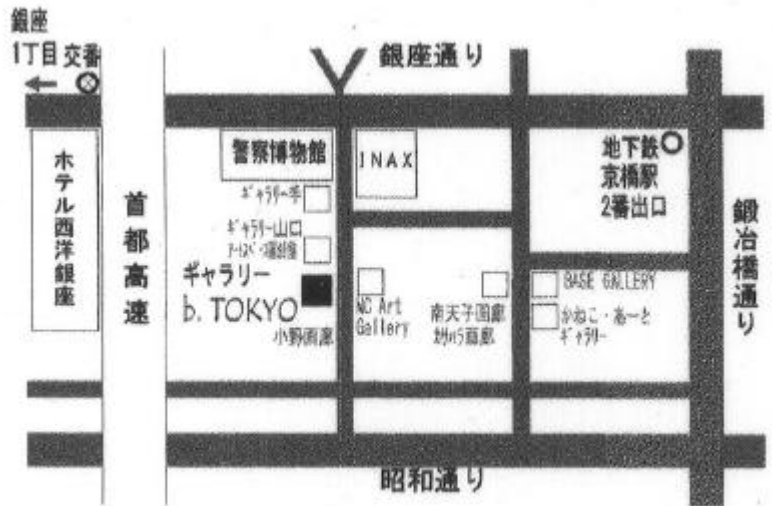 銀座
1丁目 交番
銀座通り
警察博物館
INAX
地下鉄
京橋駅
2番出口
ホテル西洋銀座
首都高速
鍛冶橋通り
ギャラリー季
ギャラリー山口
ギャラリー
b. TOKYO
小野画廊
NC Art
Gallery
南天子画廊
BASE GALLERY
かねこ・あーと
ギャラリー
昭和通り